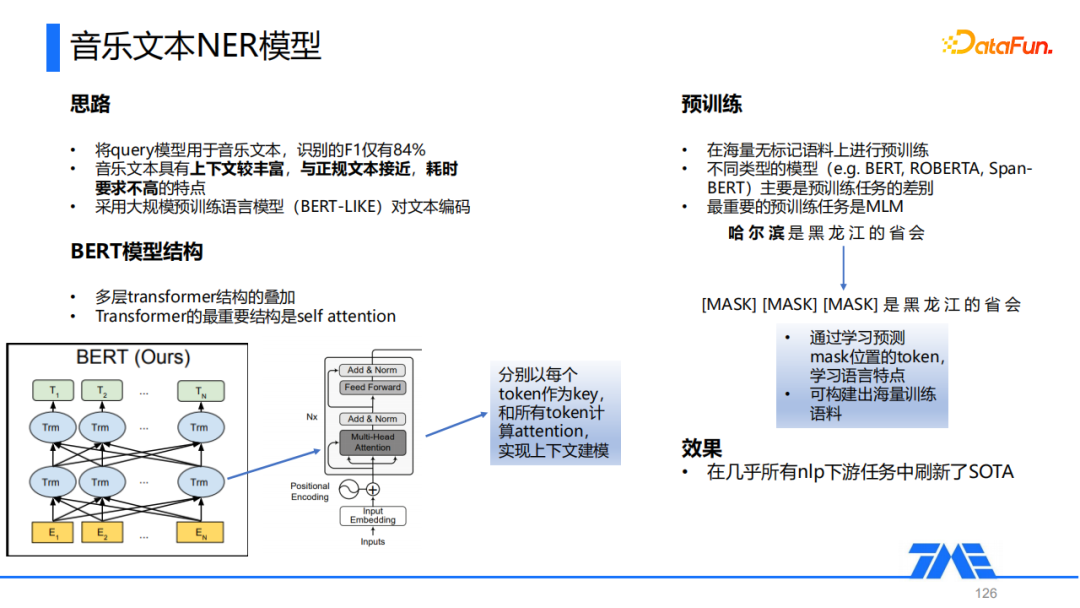 音乐文本NER模型
DataFun.
思路
• 将query模型用于音乐文本，识别的F1仅有84%
• 音乐文本具有上下文较丰富，与正规文本接近，耗时
要求不高的特点
• 采用大规模预训练语言模型（BERT-LIKE）对文本编码
BERT模型结构
• 多层transformer结构的叠加
• Transformer的最重要结构是self attention
BERT (Ours)
T1 T2 ... TN
Trm Trm ... Trm
Trm Trm ... Trm
E1 E2 ... EN
Add & Norm
Feed Forward
Nx
Add & Norm
Multi-Head
Attention
Positional
Encoding
Input
Embedding
Inputs
分别以每个
token作为key，
和所有token计
算attention，
实现上下文建模
预训练
• 在海量无标记语料上进行预训练
• 不同类型的模型（e.g. BERT, ROBERTA, Span-
BERT）主要是预训练任务的差别
• 最重要的预训练任务是MLM
哈 尔 滨 是 黑 龙 江 的 省 会
[MASK] [MASK] [MASK] 是 黑 龙 江 的 省 会
• 通过学习预测
mask位置的token，
学习语言特点
• 可构建出海量训练
语料
效果
• 在几乎所有nlp下游任务中刷新了SOTA
TME
126